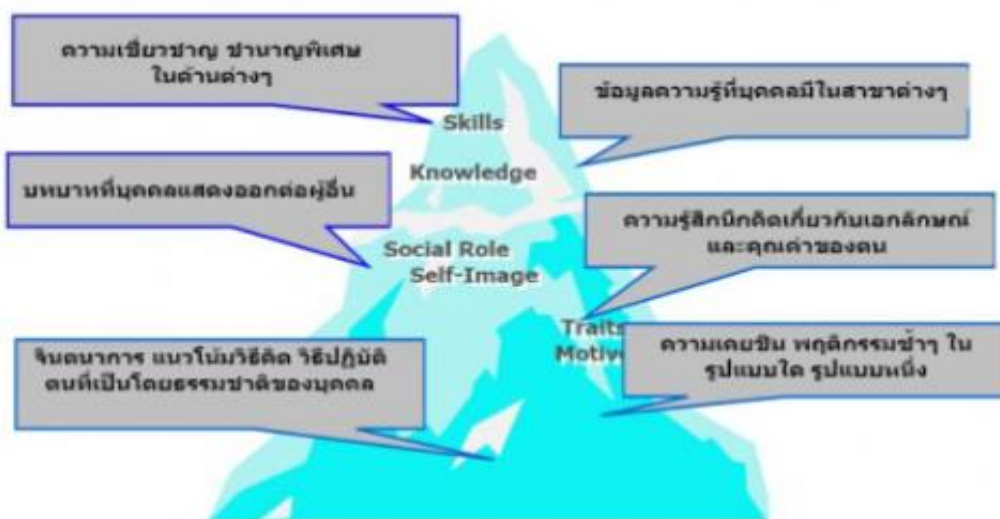 ความเชี่ยวชาญ ชำนาญพิเศษ
ในด้านต่างๆ
ข้อมูลความรู้ที่บุคคลมีในสาขาต่างๆ
Skills
Knowledge
บทบาทที่บุคคลแสดงออกต่อผู้อื่น
ความรู้สึกนึกคิดเกี่ยวกับเอกลักษณ์
และคุณค่าของตน
Social Role
Self-Image
Traits
Motive
จินตนาการ แนวโน้มวิธีคิด วิธีปฏิบัติ
ตนที่เป็นโดยธรรมชาติของบุคคล
ความเคยชิน พฤติกรรมซ้ำๆ ใน
รูปแบบใด รูปแบบหนึ่ง